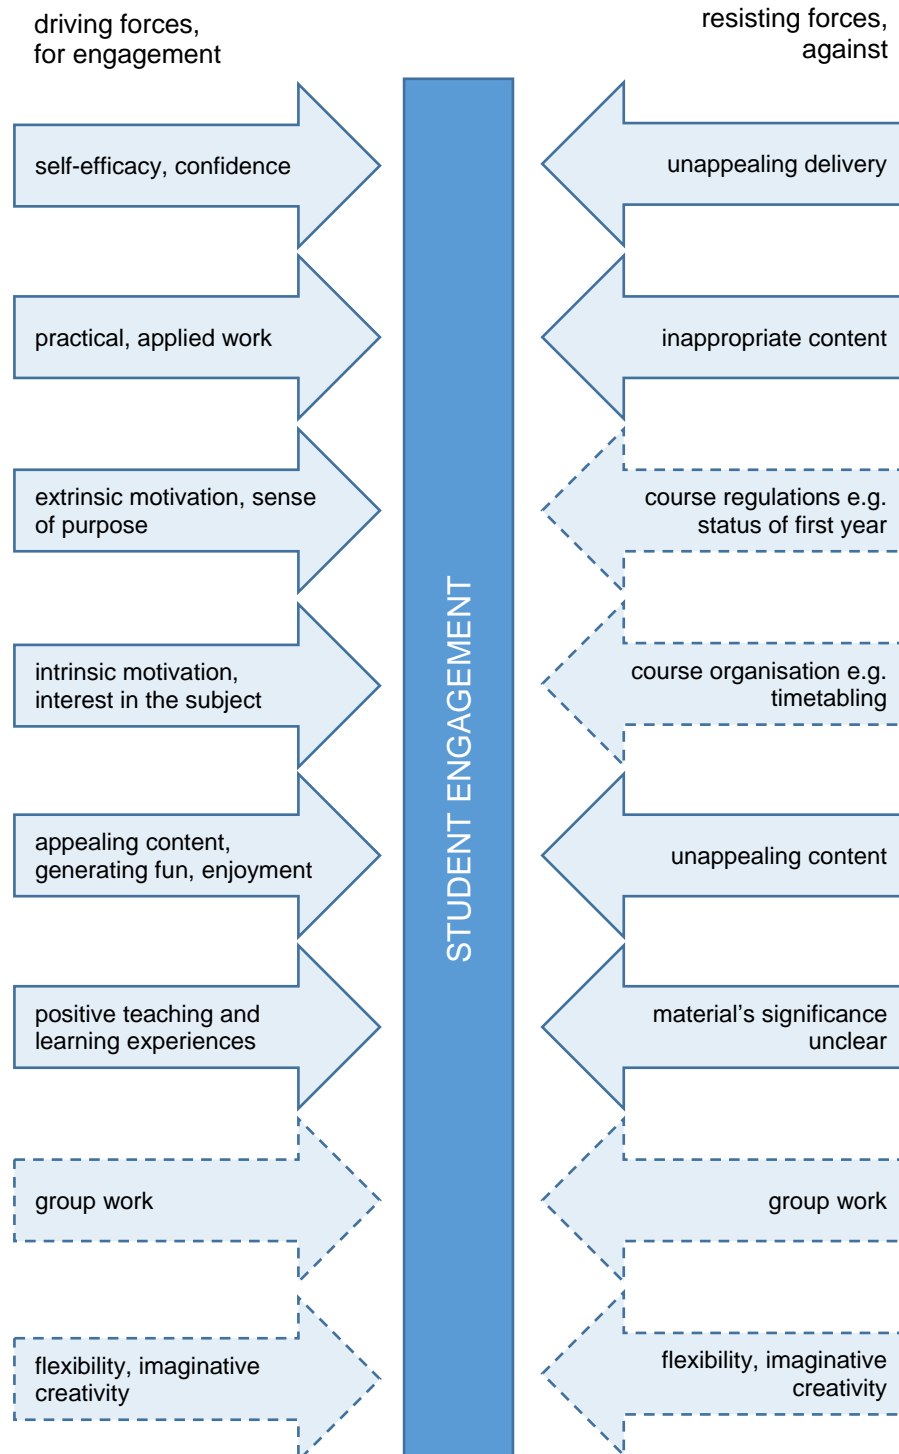 driving forces,
for engagement
resisting forces,
against
self-efficacy, confidence
unappealing delivery
practical, applied work
inappropriate content
extrinsic motivation, sense
of purpose
course regulations e.g.
status of first year
intrinsic motivation,
interest in the subject
course organisation e.g.
timetabling
STUDENT ENGAGEMENT
appealing content,
generating fun, enjoyment
unappealing content
positive teaching and
learning experiences
material’s significance
unclear
group work
group work
flexibility, imaginative
creativity
flexibility, imaginative
creativity